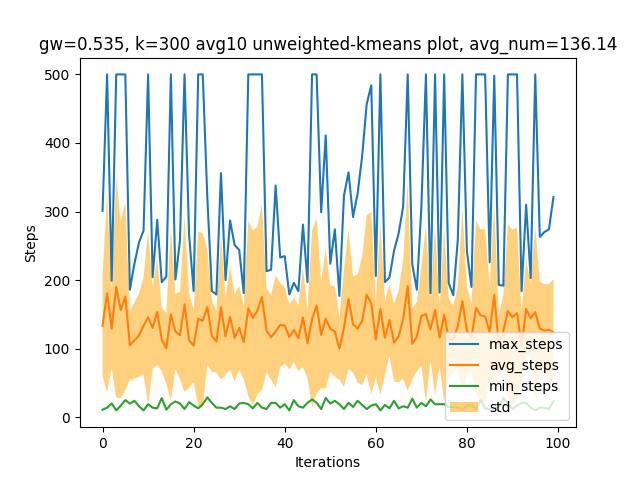 gw=0.535, k=300 avg10 unweighted-kmeans plot, avg_num=136.14
Steps
500
400
300
200
100
0
max_steps
avg_steps
min_steps
std
0 20 40 60 80 100
Iterations